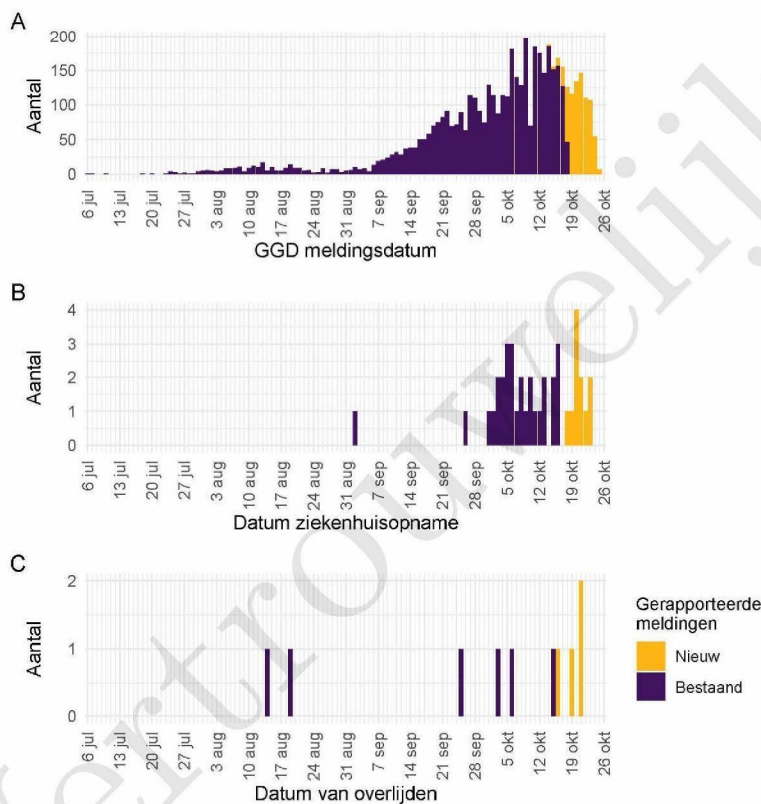 A
Aantal
200
150
100
50
0
6 jul
13 jul
20 jul
27 jul
3 aug
10 aug
17 aug
24 aug
31 aug
7 sep
14 sep
21 sep
28 sep
5 okt
12 okt
19 okt
26 okt
GGD meldingsdatum
B
Aantal
4
3
2
1
0
6 jul
13 jul
20 jul
27 jul
3 aug
10 aug
17 aug
24 aug
31 aug
7 sep
14 sep
21 sep
28 sep
5 okt
12 okt
19 okt
26 okt
Datum ziekenhuisopname
C
Aantal
2
1
0
6 jul
13 jul
20 jul
27 jul
3 aug
10 aug
17 aug
24 aug
31 aug
7 sep
14 sep
21 sep
28 sep
5 okt
12 okt
19 okt
26 okt
Datum van overlijden
Gerapporteerde
meldingen
Nieuw
Bestaand